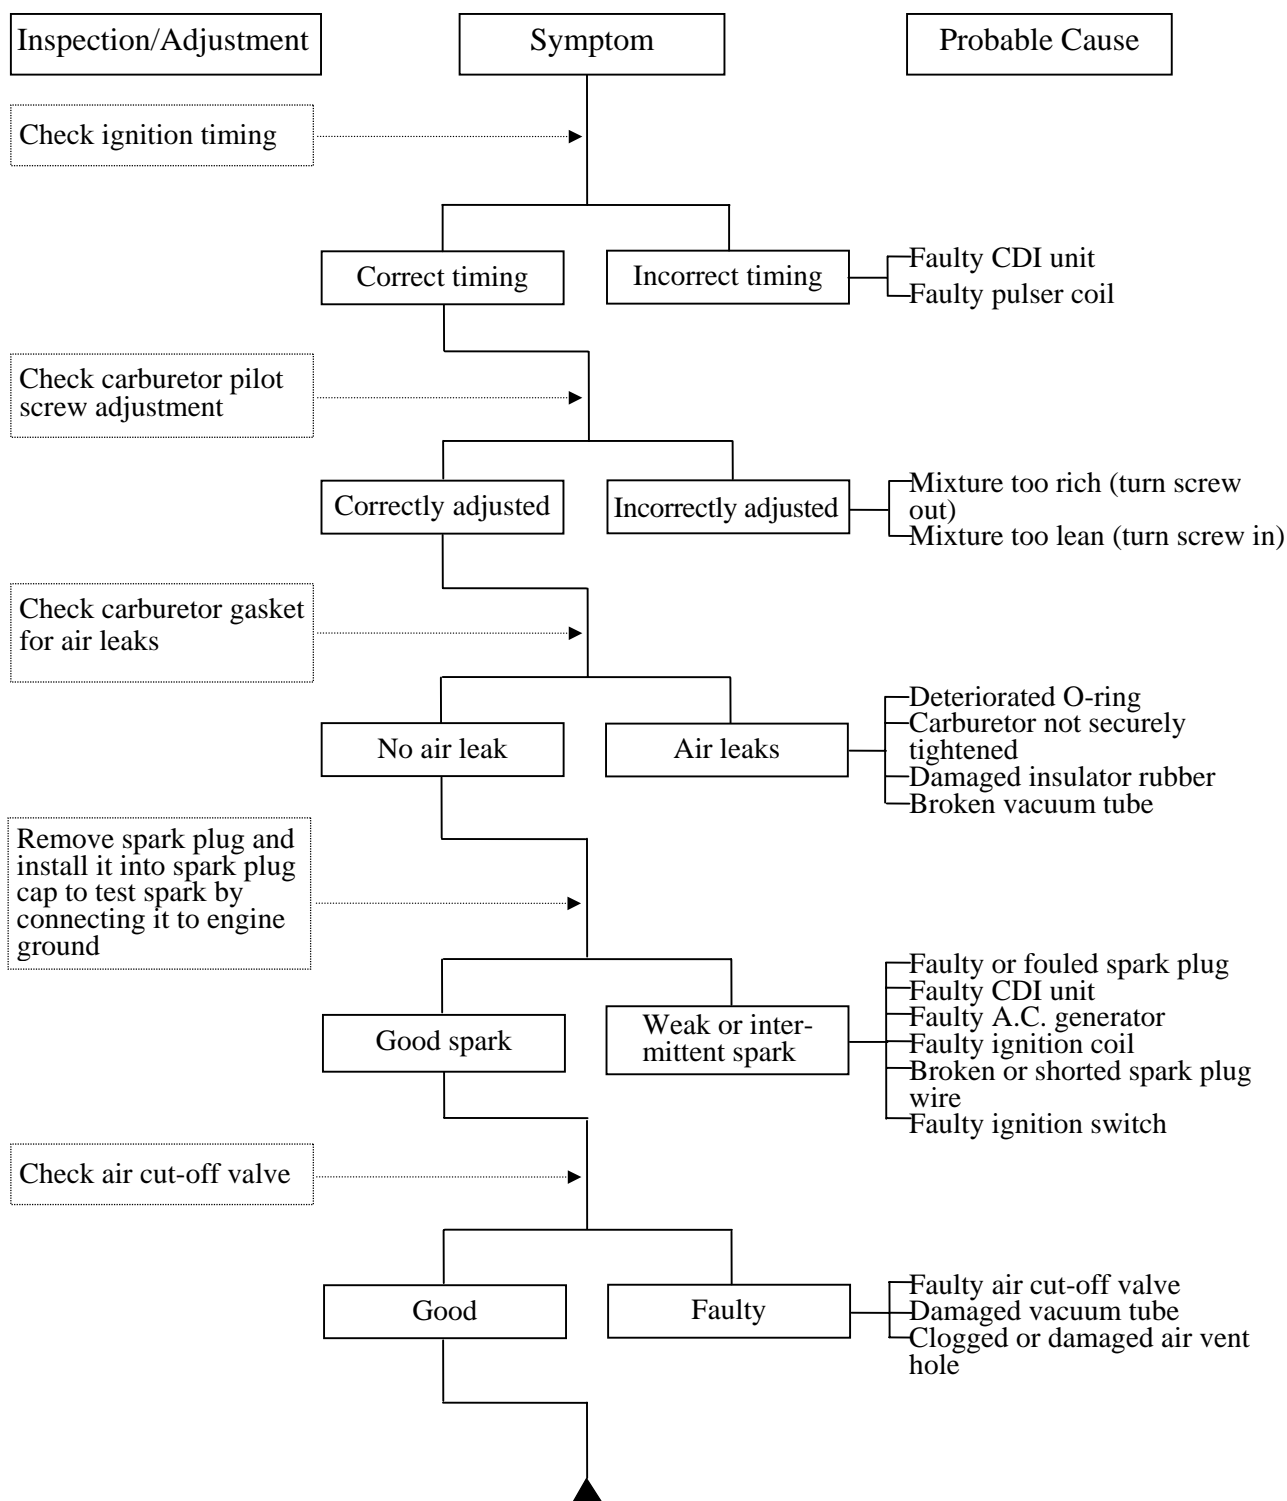 Inspection/Adjustment
Symptom
Probable Cause
Check ignition timing
Correct timing
Incorrect timing
Faulty CDI unit
Faulty pulser coil
Check carburetor pilot
screw adjustment
Correctly adjusted
Incorrectly adjusted
Mixture too rich (turn screw
out)
Mixture too lean (turn screw in)
Check carburetor gasket
for air leaks
No air leak
Air leaks
Deteriorated O-ring
Carburetor not securely
tightened
Damaged insulator rubber
Broken vacuum tube
Remove spark plug and
install it into spark plug
cap to test spark by
connecting it to engine
ground
Good spark
Weak or inter-
mittent spark
Faulty or fouled spark plug
Faulty CDI unit
Faulty A.C. generator
Faulty ignition coil
Broken or shorted spark plug
wire
Faulty ignition switch
Check air cut-off valve
Good
Faulty
Faulty air cut-off valve
Damaged vacuum tube
Clogged or damaged air vent
hole